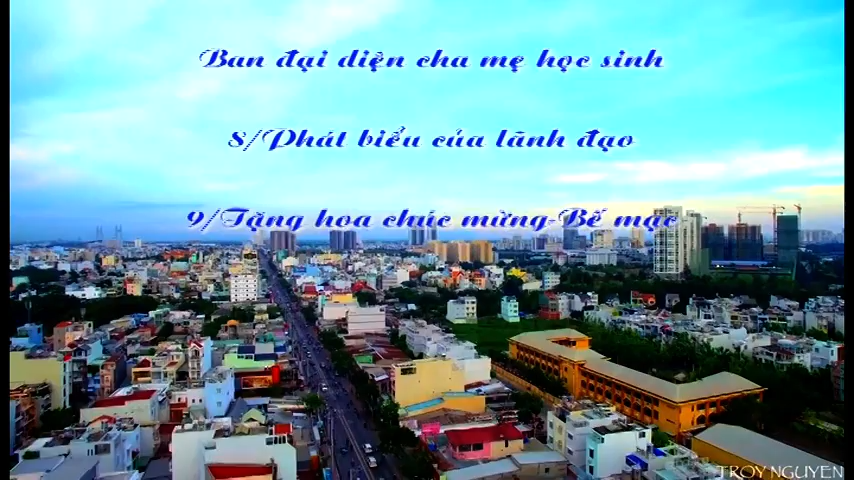 Ban đại diện cha mẹ học sinh
8/Phát biểu của lãnh đạo
9/Tặng hoa chúc mừng-Bế mạc
TROY NGUYEN